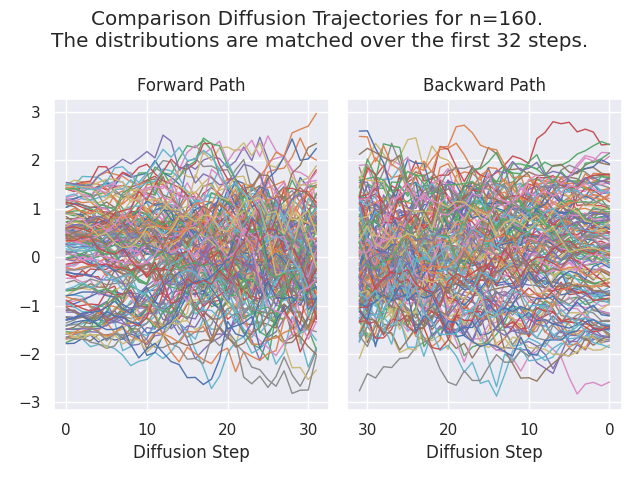 Comparison Diffusion Trajectories for n=160.
The distributions are matched over the first 32 steps.
Forward Path
Backward Path
3
2
1
0
−1
−2
−3
0 10 20 30
30 20 10 0
Diffusion Step
Diffusion Step